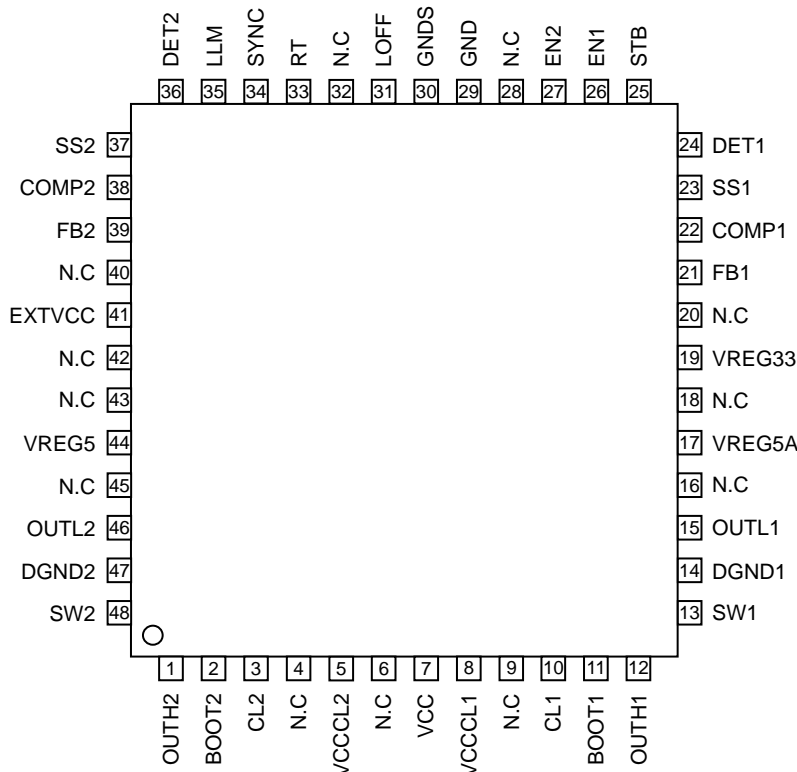 DET2 LLM SYNC RT N.C LOFF GNDS GND N.C EN2 EN1 STB
36 35 34 33 32 31 30 29 28 27 26 25
SS2 37 24 DET1
COMP2 38 23 SS1
FB2 39 22 COMP1
N.C 40 21 FB1
EXTVCC 41 20 N.C
N.C 42 19 VREG33
N.C 43 18 N.C
VREG5 44 17 VREG5A
N.C 45 16 N.C
OUTL2 46 15 OUTL1
DGND2 47 14 DGND1
SW2 48 13 SW1
1 2 3 4 5 6 7 8 9 10 11 12
OUTH2 BOOT2 CL2 N.C VCCCL2 N.C VCC VCCCL1 N.C CL1 BOOT1 OUTH1